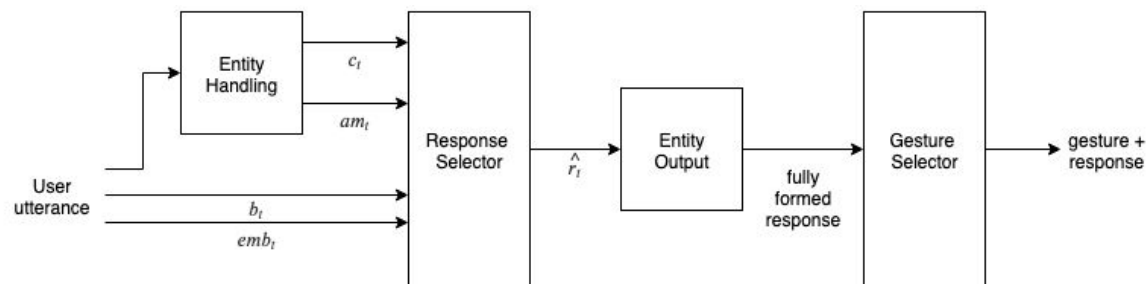 Entity
Handling
c_t
am_t
User
utterance
b_t
emb_t
Response
Selector
r̂_t
Entity
Output
fully
formed
response
Gesture
Selector
gesture +
response